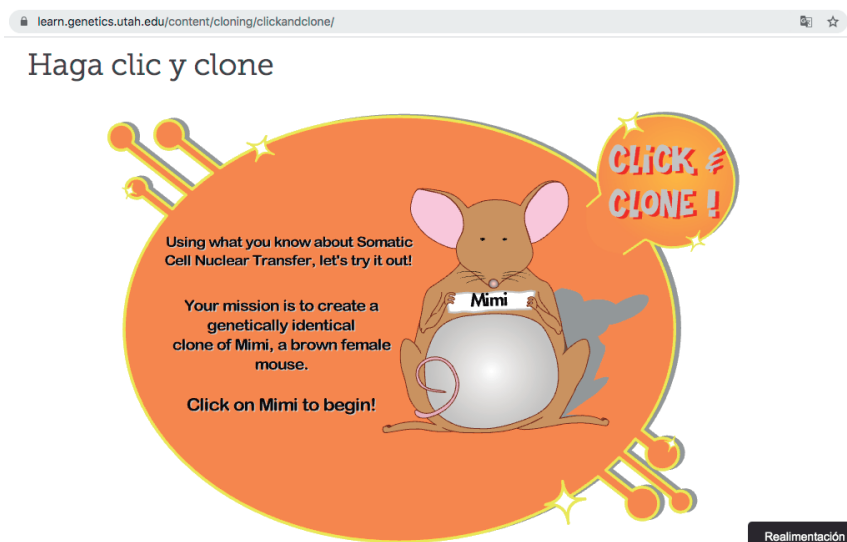 learn.genetics.utah.edu/content/cloning/clickandclone/
Haga clic y clone
CLiCK &
CLONE !
Using what you know about Somatic
Cell Nuclear Transfer, let's try it out!
Your mission is to create a
genetically identical
clone of Mimi, a brown female
mouse.
Click on Mimi to begin!
Mimi
Realimentación